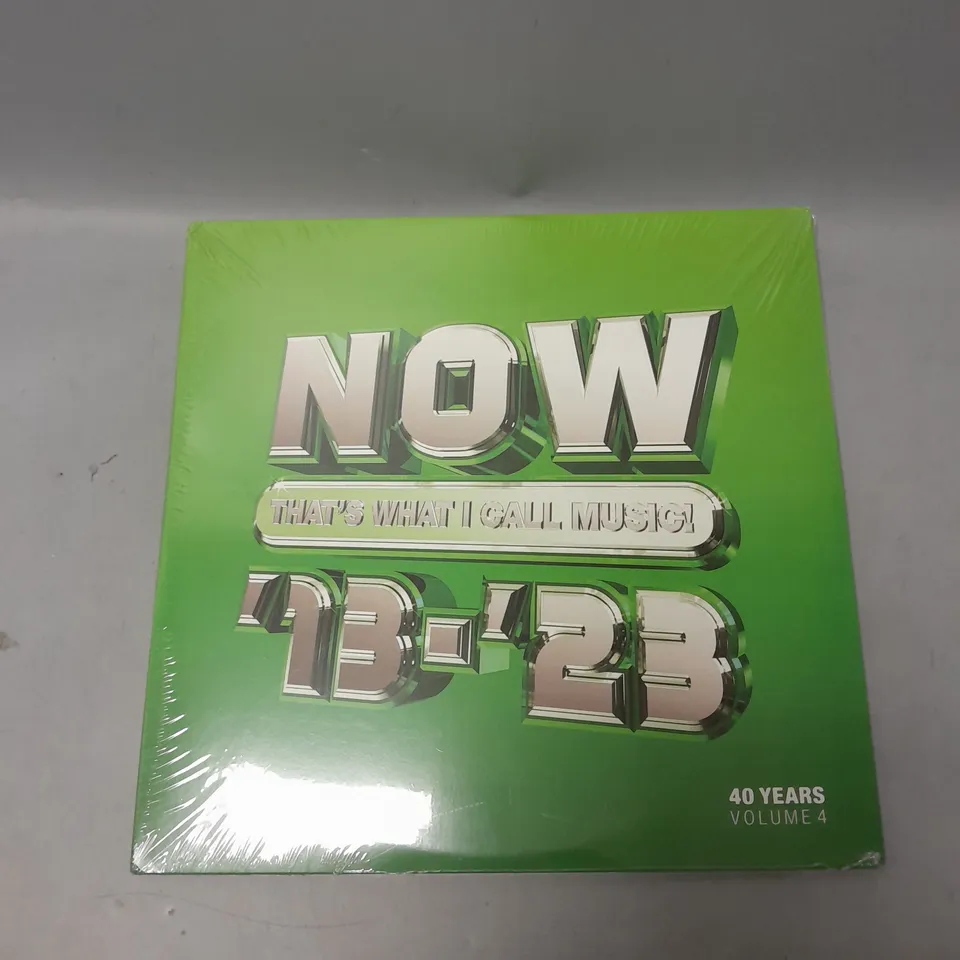 NOW
THAT'S WHAT I CALL MUSIC!
'13-'23
40 YEARS
VOLUME 4